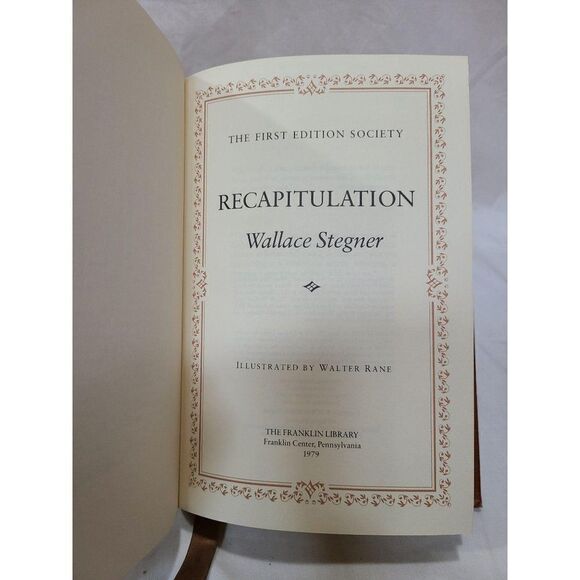 THE FIRST EDITION SOCIETY
RECAPITULATION
Wallace Stegner
ILLUSTRATED BY WALTER RANE
THE FRANKLIN LIBRARY
Franklin Center, Pennsylvania
1979